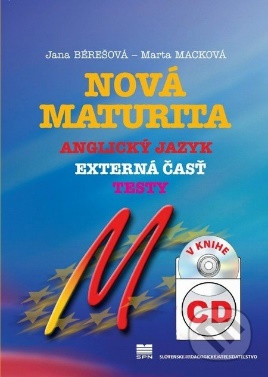 Jana BÉREŠOVÁ – Marta MACKOVÁ
NOVÁ
MATURITA
ANGLICKÝ JAZYK
EXTERNÁ ČASŤ
TESTY
M
V KNIHE
CD
SPN
SLOVENSKÉ PEDAGOGICKÉ NAKLADATEĽSTVO